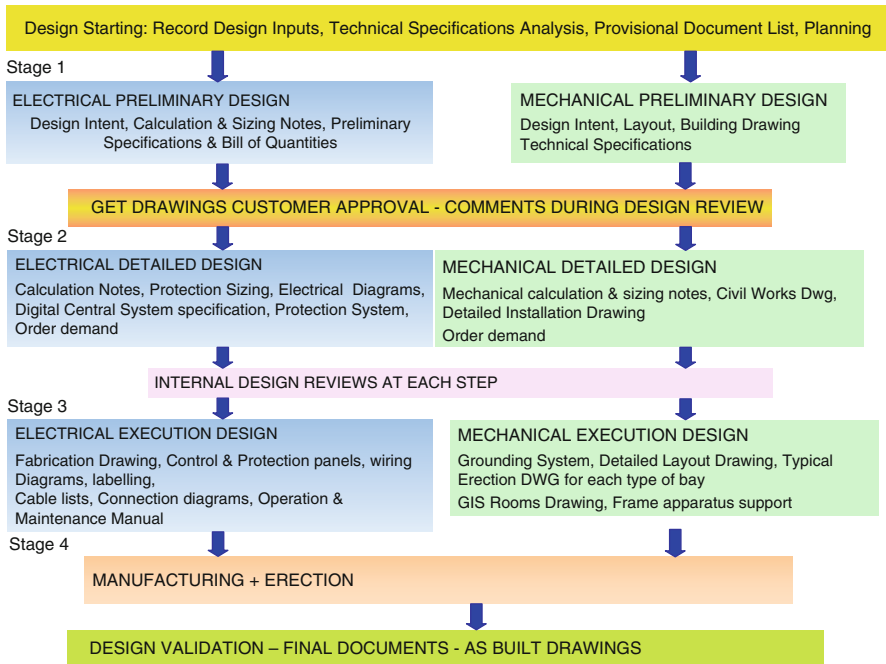 Design Starting: Record Design Inputs, Technical Specifications Analysis, Provisional Document List, Planning
Stage 1
ELECTRICAL PRELIMINARY DESIGN
Design Intent, Calculation & Sizing Notes, Preliminary
Specifications & Bill of Quantities
MECHANICAL PRELIMINARY DESIGN
Design Intent, Layout, Building Drawing
Technical Specifications
GET DRAWINGS CUSTOMER APPROVAL - COMMENTS DURING DESIGN REVIEW
Stage 2
ELECTRICAL DETAILED DESIGN
Calculation Notes, Protection Sizing, Electrical Diagrams,
Digital Central System specification, Protection System,
Order demand
MECHANICAL DETAILED DESIGN
Mechanical calculation & sizing notes, Civil Works Dwg,
Detailed Installation Drawing
Order demand
INTERNAL DESIGN REVIEWS AT EACH STEP
Stage 3
ELECTRICAL EXECUTION DESIGN
Fabrication Drawing, Control & Protection panels, wiring
Diagrams, labelling,
Cable lists, Connection diagrams, Operation &
Maintenance Manual
MECHANICAL EXECUTION DESIGN
Grounding System, Detailed Layout Drawing, Typical
Erection DWG for each type of bay
GIS Rooms Drawing, Frame apparatus support
Stage 4
MANUFACTURING + ERECTION
DESIGN VALIDATION – FINAL DOCUMENTS - AS BUILT DRAWINGS